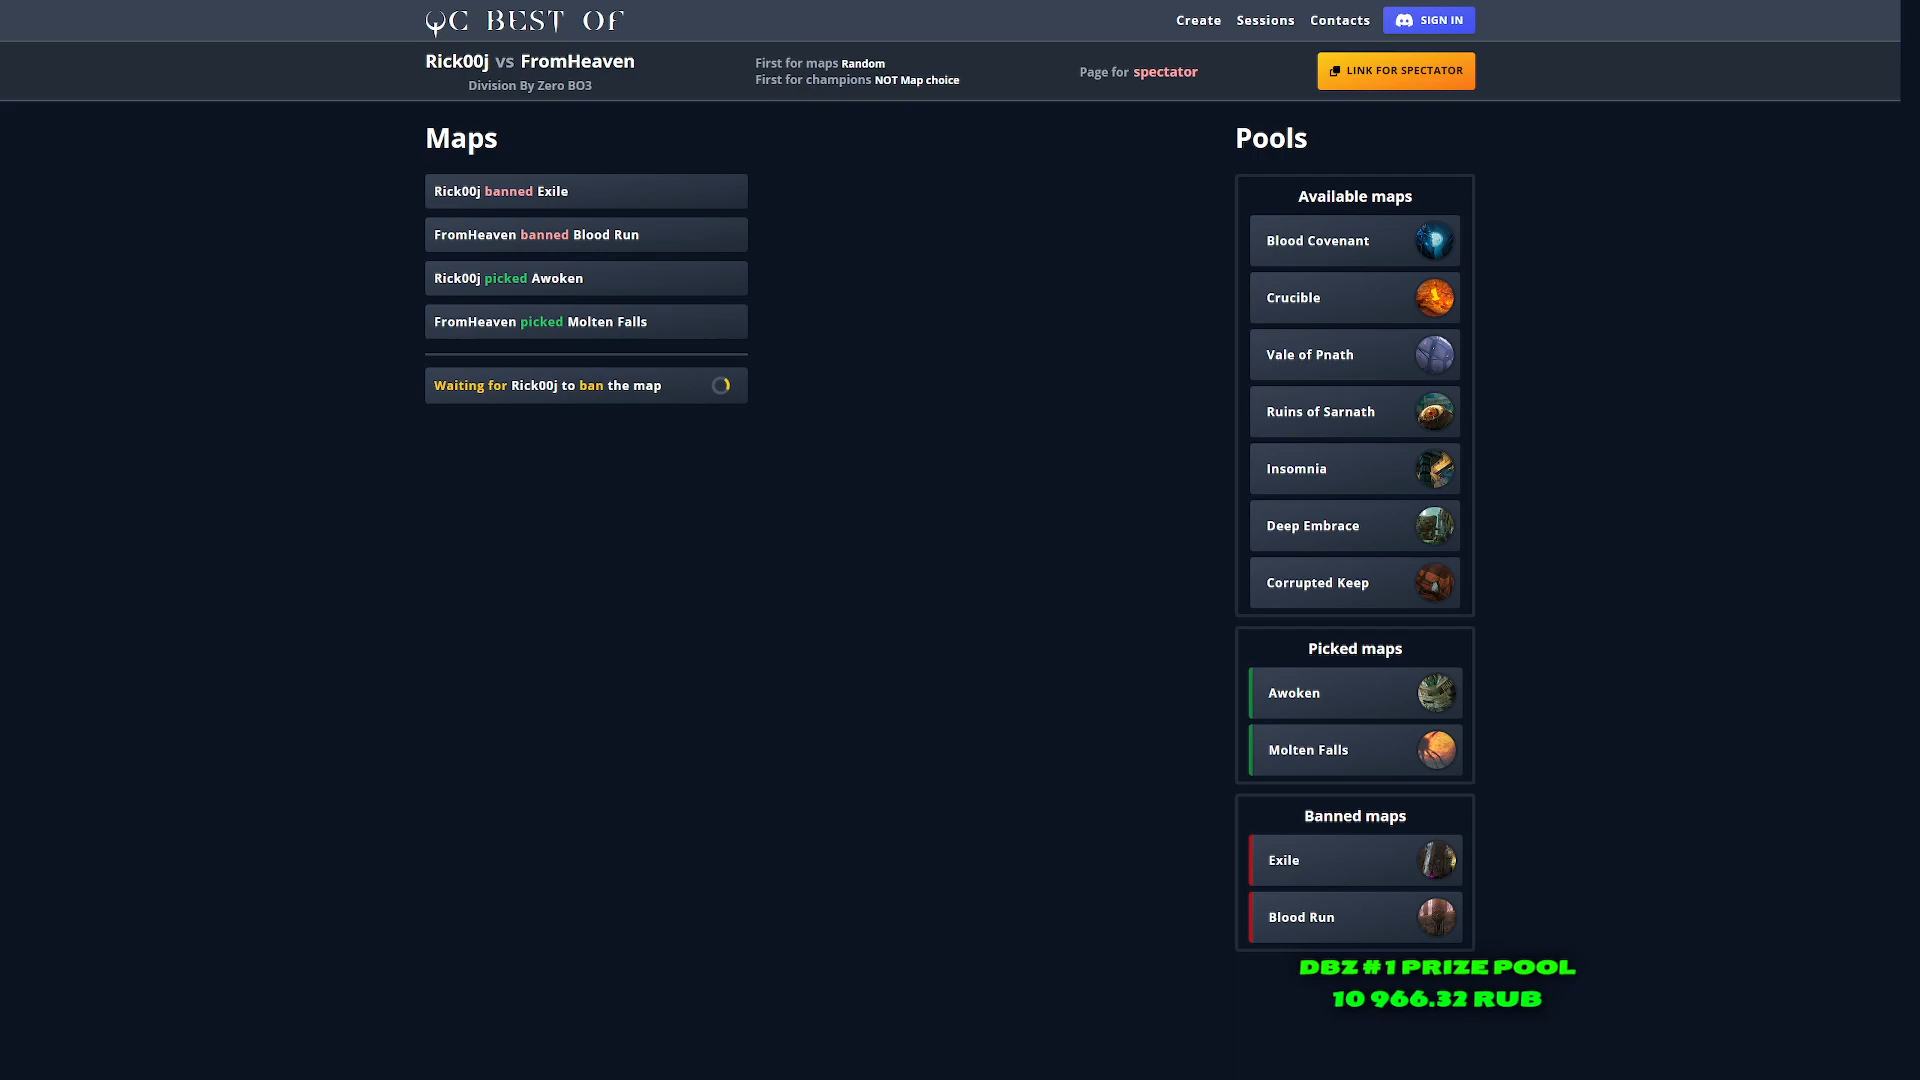 QC BEST OF
Create Sessions Contacts SIGN IN
Rick00j vs FromHeaven
Division By Zero BO3
First for maps Random
First for champions NOT Map choice
Page for spectator
LINK FOR SPECTATOR
Maps
Rick00j banned Exile
FromHeaven banned Blood Run
Rick00j picked Awoken
FromHeaven picked Molten Falls
Waiting for Rick00j to ban the map
Pools
Available maps
Blood Covenant
Crucible
Vale of Pnath
Ruins of Sarnath
Insomnia
Deep Embrace
Corrupted Keep
Picked maps
Awoken
Molten Falls
Banned maps
Exile
Blood Run
DBZ #1 PRIZE POOL
10 966.32 RUB